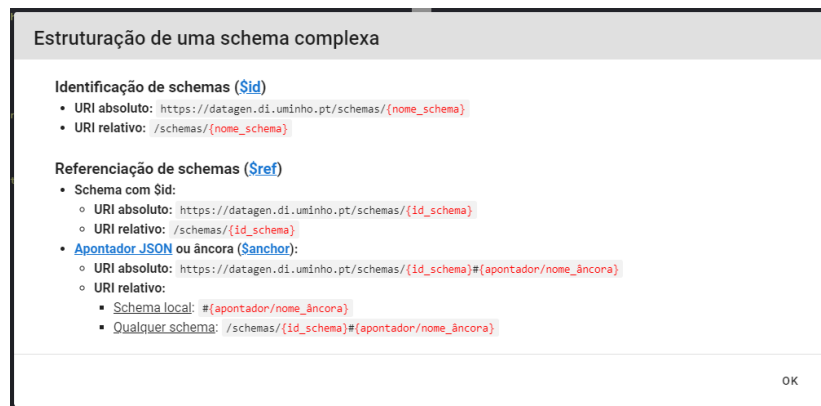 Estruturação de uma schema complexa
Identificação de schemas ($id)
• URI absoluto: https://datagen.di.uminho.pt/schemas/{nome_schema}
• URI relativo: /schemas/{nome_schema}
Referenciação de schemas ($ref)
• Schema com $id:
◦ URI absoluto: https://datagen.di.uminho.pt/schemas/{id_schema}
◦ URI relativo: /schemas/{id_schema}
• Apontador JSON ou âncora ($anchor):
◦ URI absoluto: https://datagen.di.uminho.pt/schemas/{id_schema}#{apontador/nome_âncora}
◦ URI relativo:
▪ Schema local: #{apontador/nome_âncora}
▪ Qualquer schema: /schemas/{id_schema}#{apontador/nome_âncora}
OK